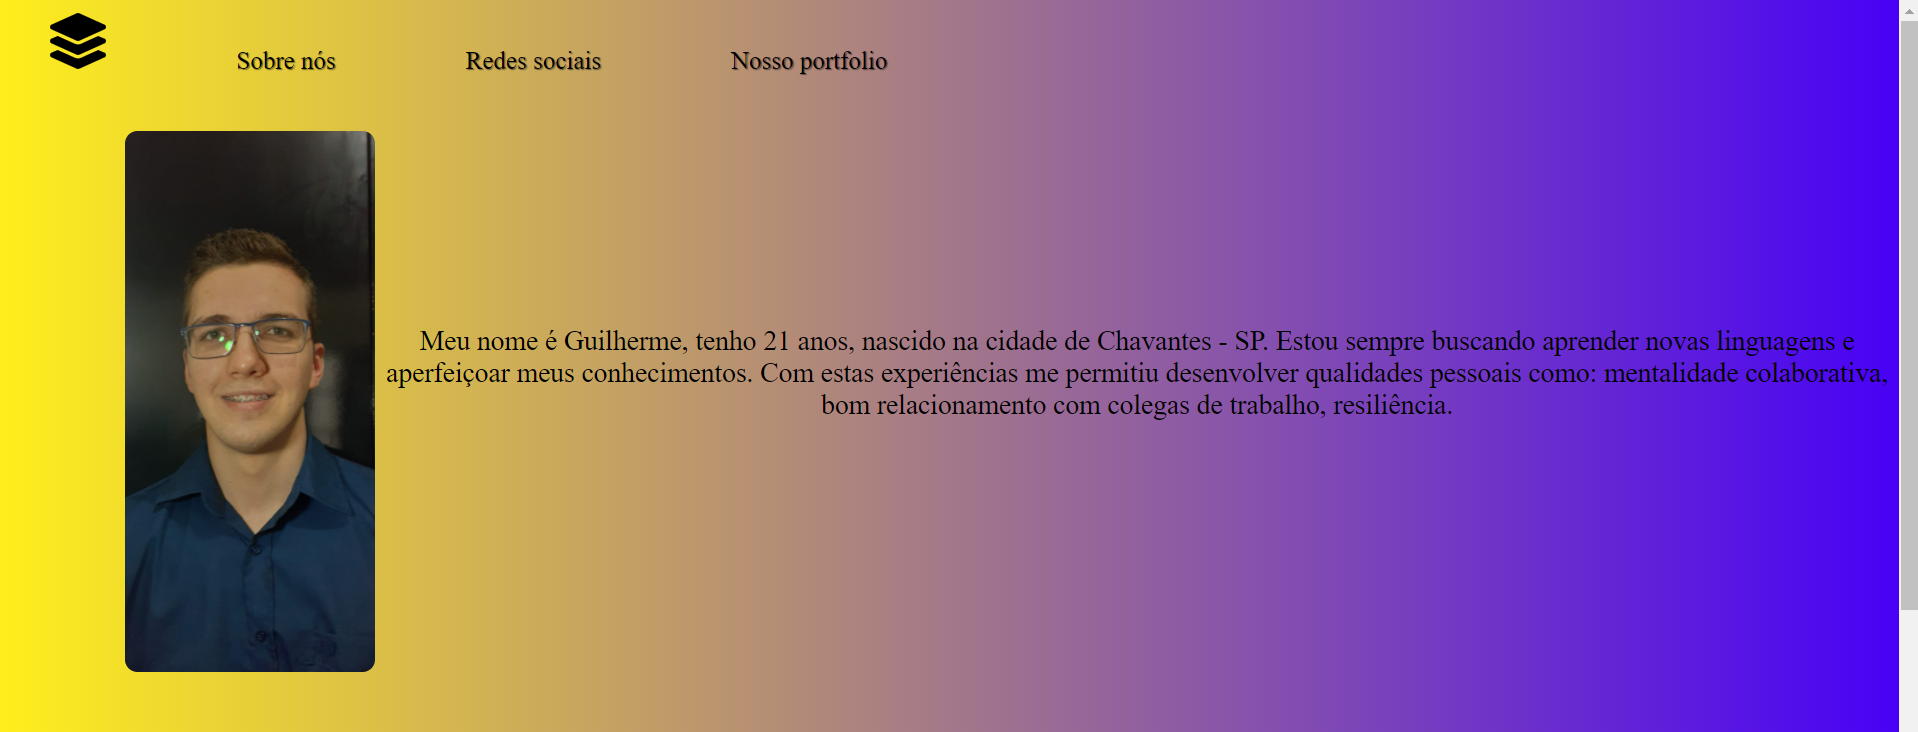 Sobre nós
Redes sociais
Nosso portfolio
Meu nome é Guilherme, tenho 21 anos, nascido na cidade de Chavantes - SP. Estou sempre buscando aprender novas linguagens e
aperfeiçoar meus conhecimentos. Com estas experiências me permitiu desenvolver qualidades pessoais como: mentalidade colaborativa,
bom relacionamento com colegas de trabalho, resiliência.